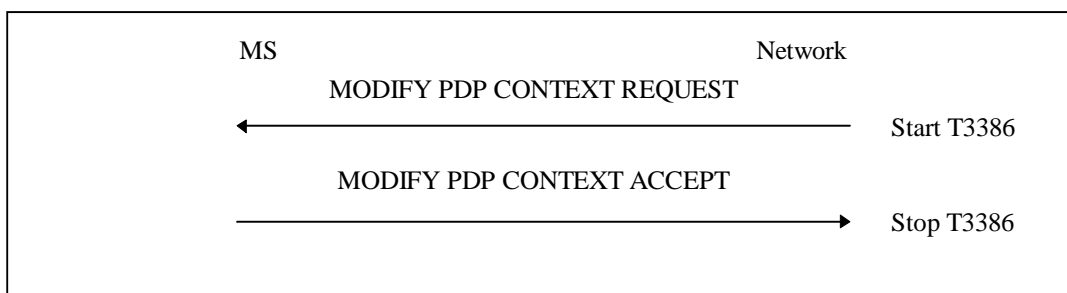 MS Network
MODIFY PDP CONTEXT REQUEST
Start T3386
MODIFY PDP CONTEXT ACCEPT
Stop T3386